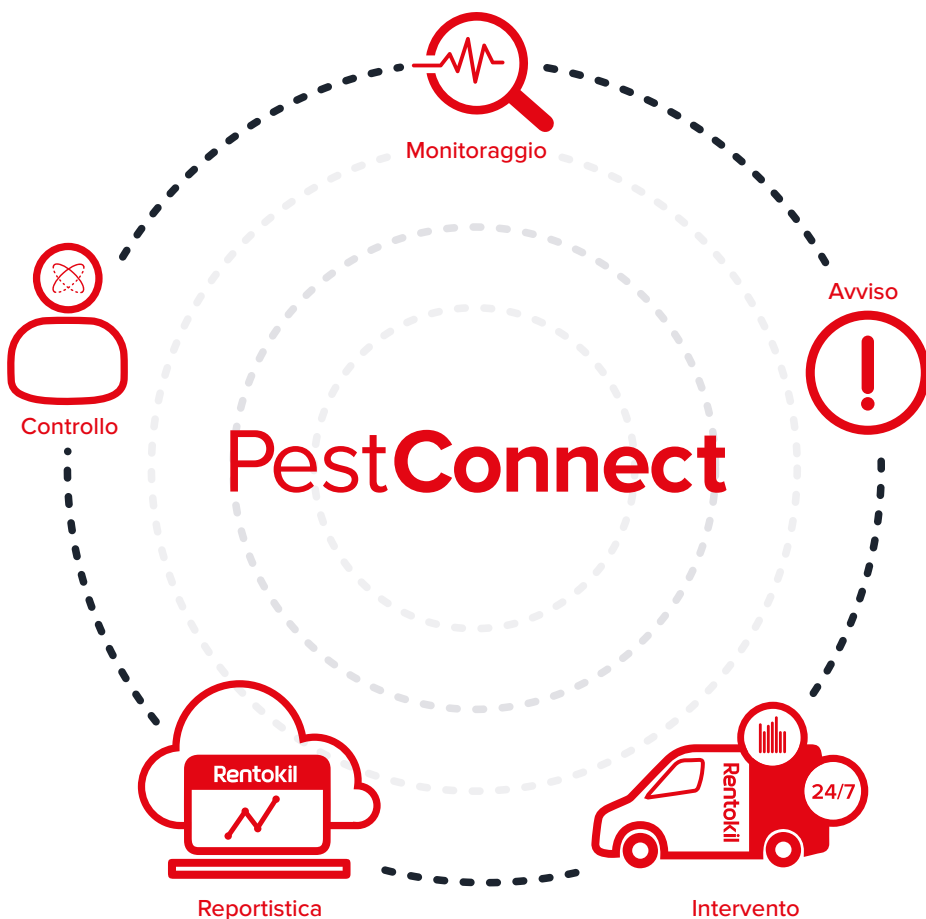 Monitoraggio
Avviso
Controllo
PestConnect
Rentokil
Rentokil
24/7
Reportistica
Intervento